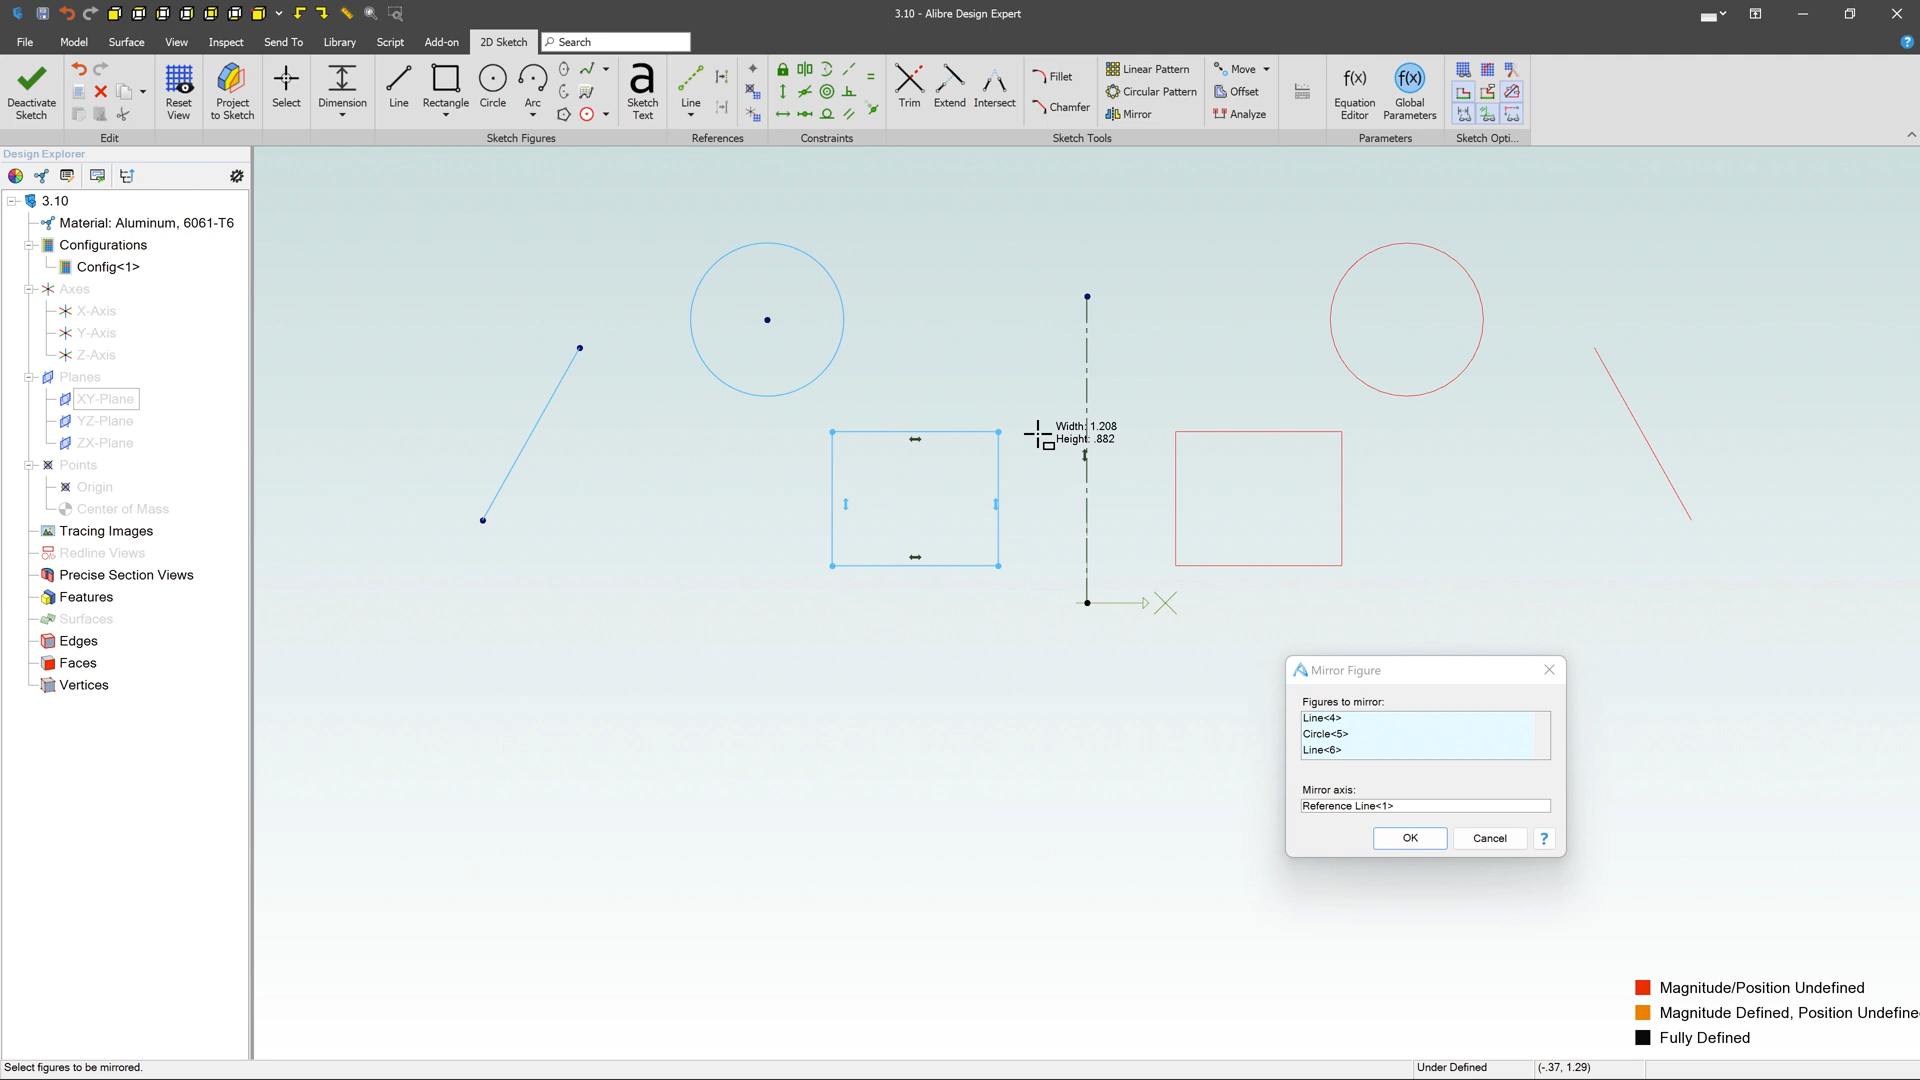 3.10 - Alibre Design Expert
File Model Surface View Inspect Send To Library Script Add-on 2D Sketch Search
Deactivate Sketch
Reset View
Project to Sketch
Select
Dimension
Line
Rectangle
Circle
Arc
a
Sketch Text
Line
Trim
Extend
Intersect
Fillet
Chamfer
Linear Pattern
Circular Pattern
Mirror
Move
Offset
Analyze
f(x)
Equation Editor
f(x)
Global Parameters
Edit
Sketch Figures
References
Constraints
Sketch Tools
Parameters
Sketch Opti...
Design Explorer
3.10
Material: Aluminum, 6061-T6
Configurations
Config<1>
Axes
X-Axis
Y-Axis
Z-Axis
Planes
XY-Plane
YZ-Plane
ZX-Plane
Points
Origin
Center of Mass
Tracing Images
Redline Views
Precise Section Views
Features
Surfaces
Edges
Faces
Vertices
Width: 1.208
Height: .882
Mirror Figure
Figures to mirror:
Line<4>
Circle<5>
Line<6>
Mirror axis:
Reference Line<1>
OK Cancel ?
Magnitude/Position Undefined
Magnitude Defined, Position Undefine
Fully Defined
Select figures to be mirrored.
Under Defined
(-.37, 1.29)